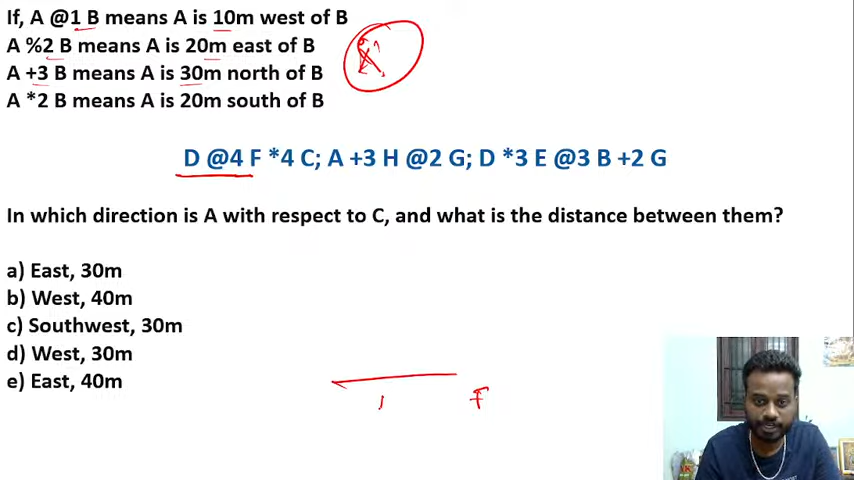 If, A @1 B means A is 10m west of B
A %2 B means A is 20m east of B
A +3 B means A is 30m north of B
A *2 B means A is 20m south of B
D @4 F *4 C; A +3 H @2 G; D *3 E @3 B +2 G
In which direction is A with respect to C, and what is the distance between them?
a) East, 30m
b) West, 40m
c) Southwest, 30m
d) West, 30m
e) East, 40m
F